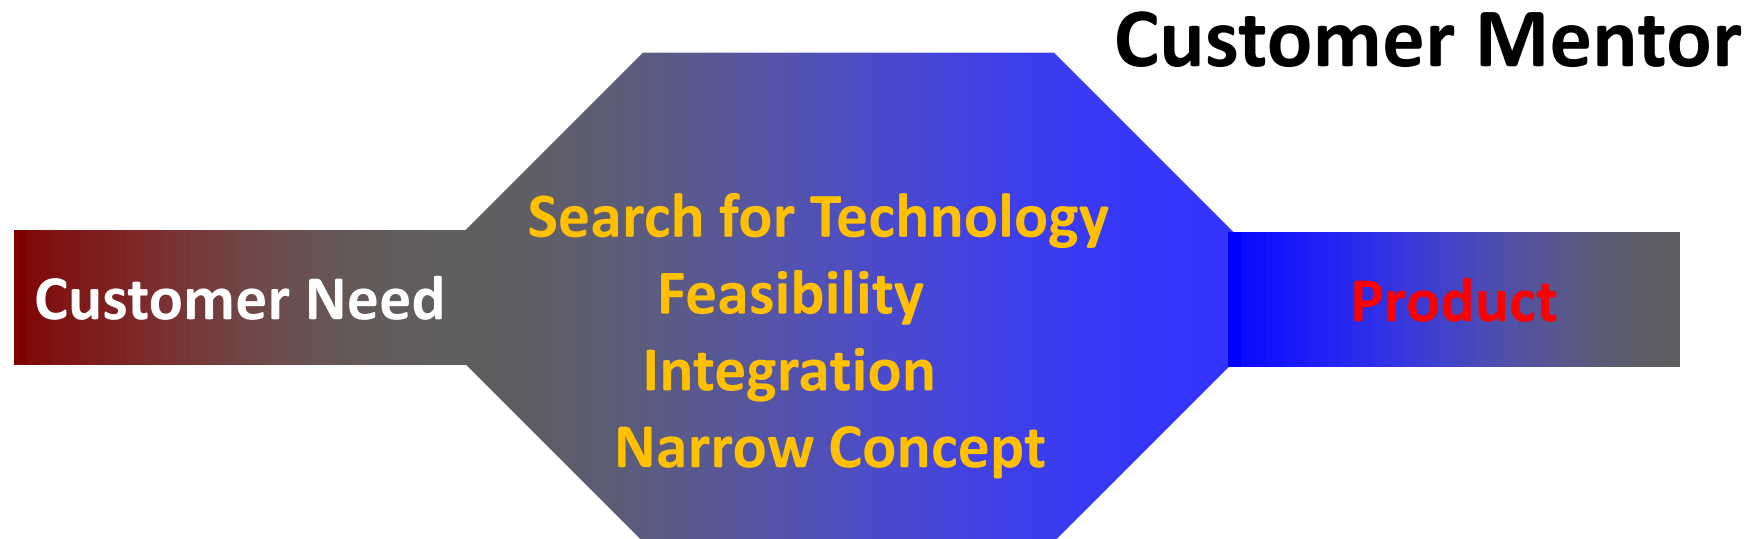 Customer Mentor
Search for Technology
Customer Need
Feasibility
Product
Integration
Narrow Concept